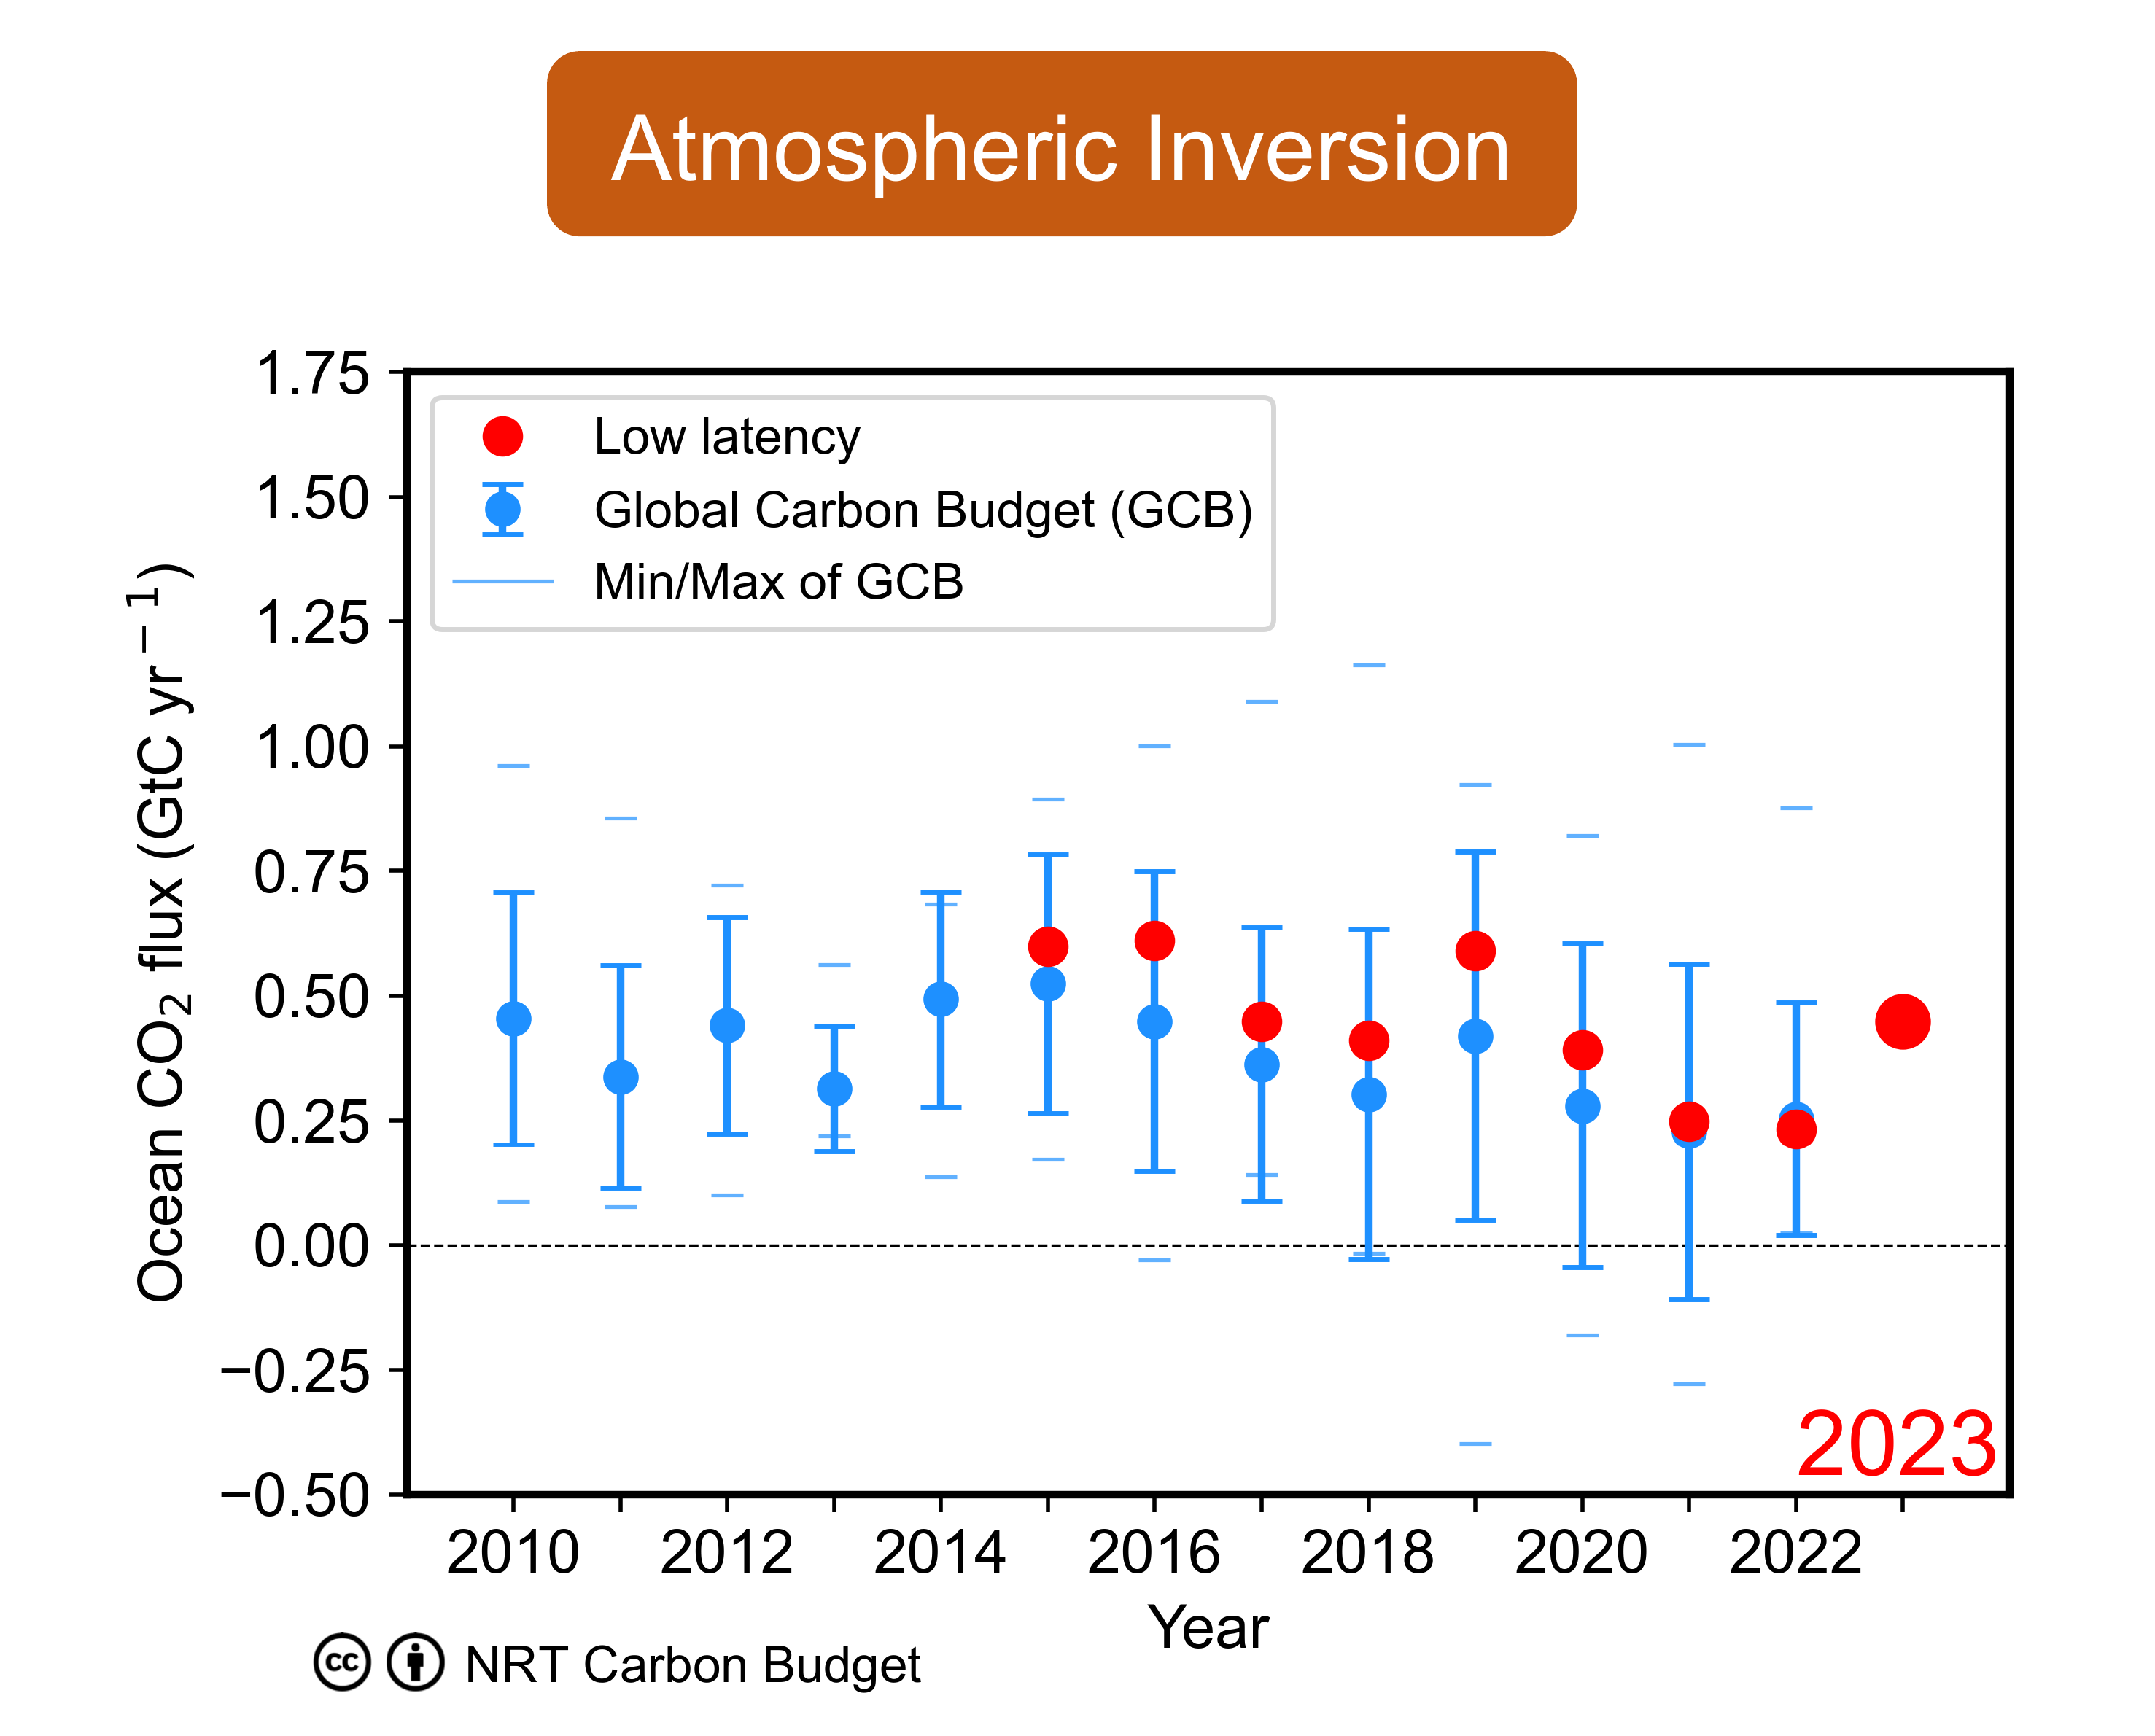 Atmospheric Inversion
1.75
1.50
1.25
1.00
0.75
0.50
0.25
0.00
−0.25
−0.50
Ocean CO₂ flux (GtC yr⁻¹)
Low latency
Global Carbon Budget (GCB)
Min/Max of GCB
2023
2010 2012 2014 2016 2018 2020 2022
Year
cc NRT Carbon Budget